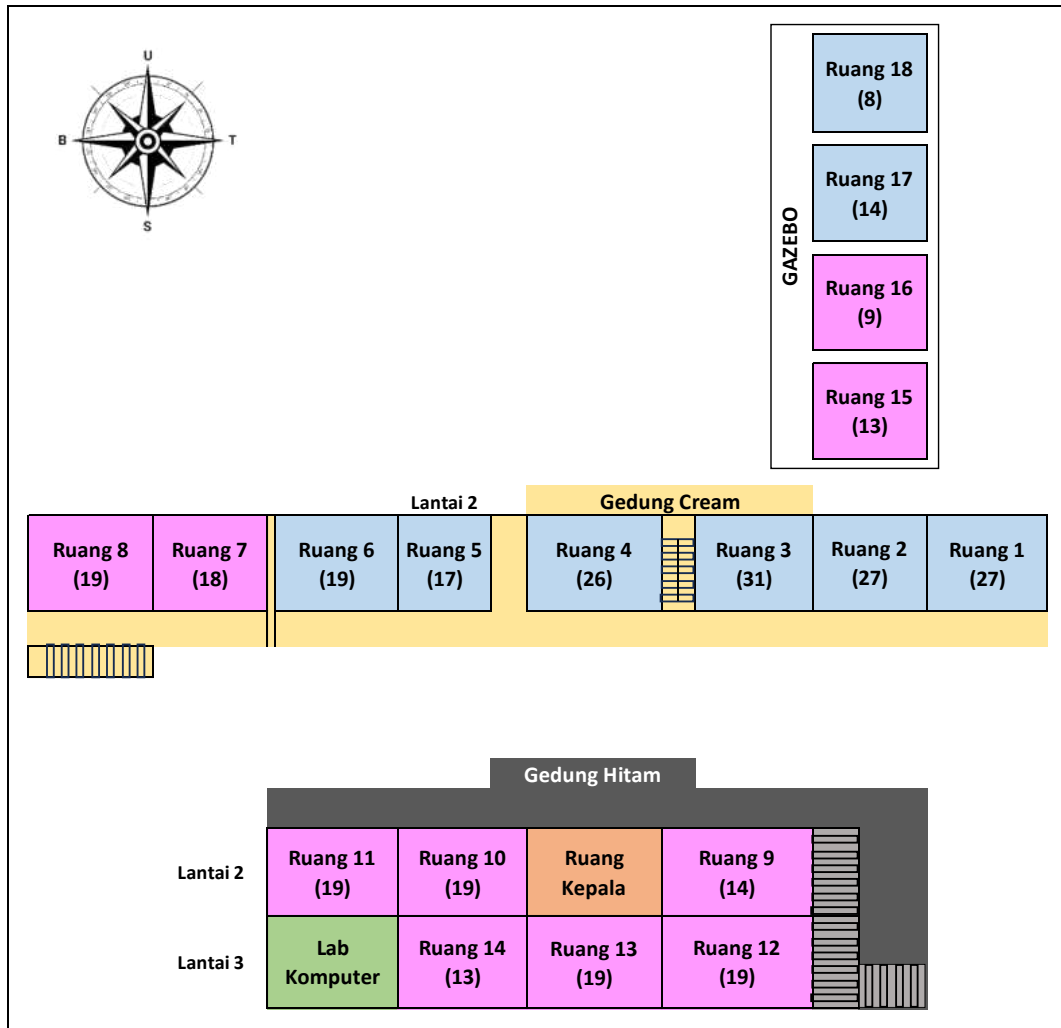 U
B
T
S
Ruang 18
(8)
Ruang 17
(14)
GAZEBO
Ruang 16
(9)
Ruang 15
(13)
Lantai 2
Gedung Cream
Ruang 8
(19)
Ruang 7
(18)
Ruang 6
(19)
Ruang 5
(17)
Ruang 4
(26)
Ruang 3
(31)
Ruang 2
(27)
Ruang 1
(27)
Gedung Hitam
Lantai 2
Ruang 11
(19)
Ruang 10
(19)
Ruang
Kepala
Ruang 9
(14)
Lantai 3
Lab
Komputer
Ruang 14
(13)
Ruang 13
(19)
Ruang 12
(19)